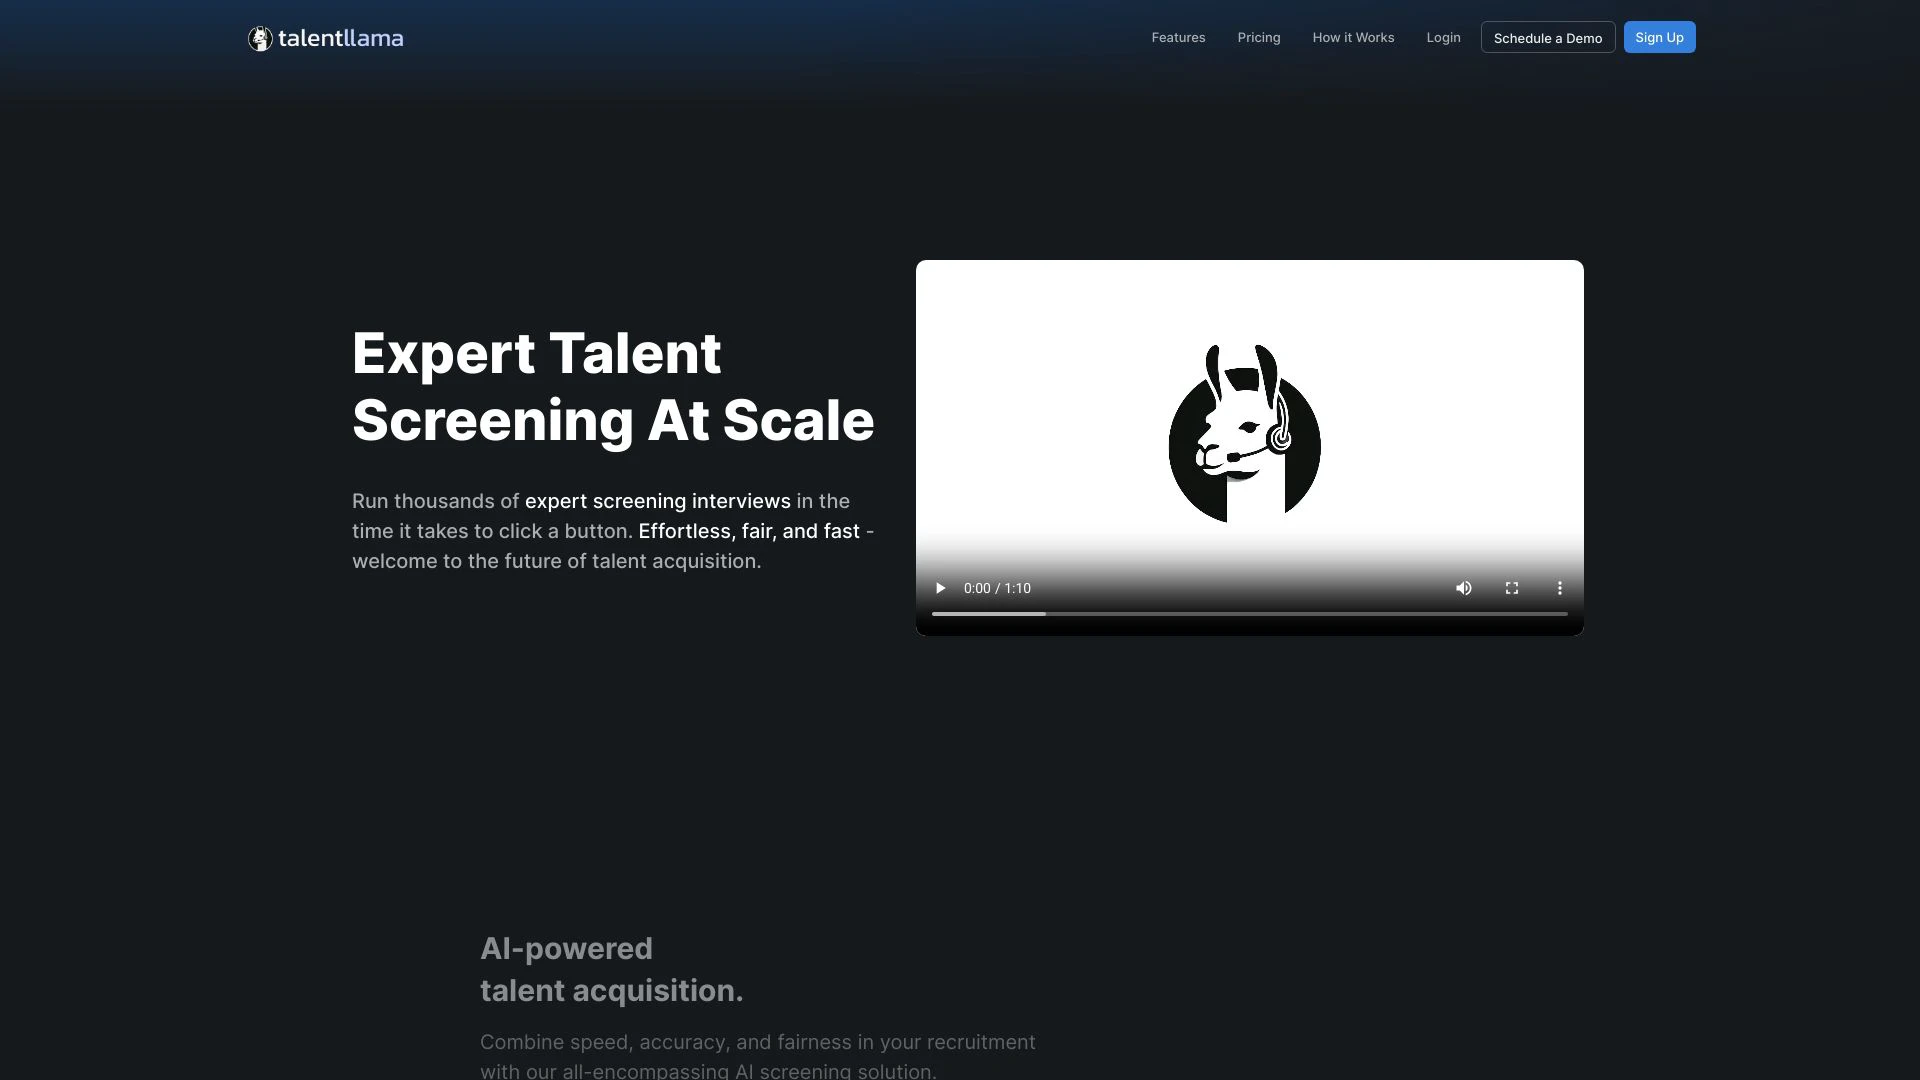 talentllama
Features
Pricing
How it Works
Login
Schedule a Demo
Sign Up
Expert Talent
Screening At Scale
Run thousands of expert screening interviews in the
time it takes to click a button. Effortless, fair, and fast -
welcome to the future of talent acquisition.
0:00 / 1:10
AI-powered
talent acquisition.
Combine speed, accuracy, and fairness in your recruitment
with our all-encompassing AI screening solution.